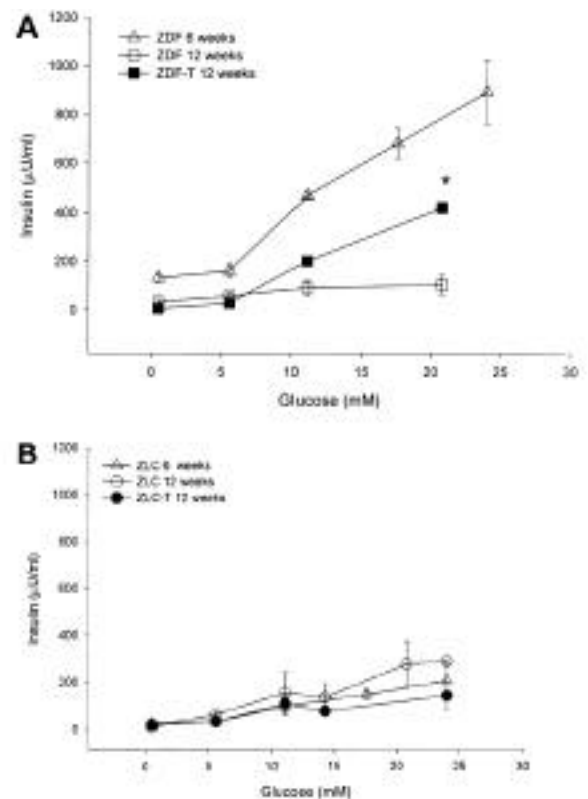 A
1200
1000
800
600
400
200
0
Insulin (µU/ml)
ZDF 6 weeks
ZDF 12 weeks
ZDF-T 12 weeks
*
0 5 10 15 20 25 30
Glucose (mM)
B
1200
1000
800
600
400
200
0
Insulin (µU/ml)
ZLC 6 weeks
ZLC 12 weeks
ZLC-T 12 weeks
0 5 10 15 20 25 30
Glucose (mM)